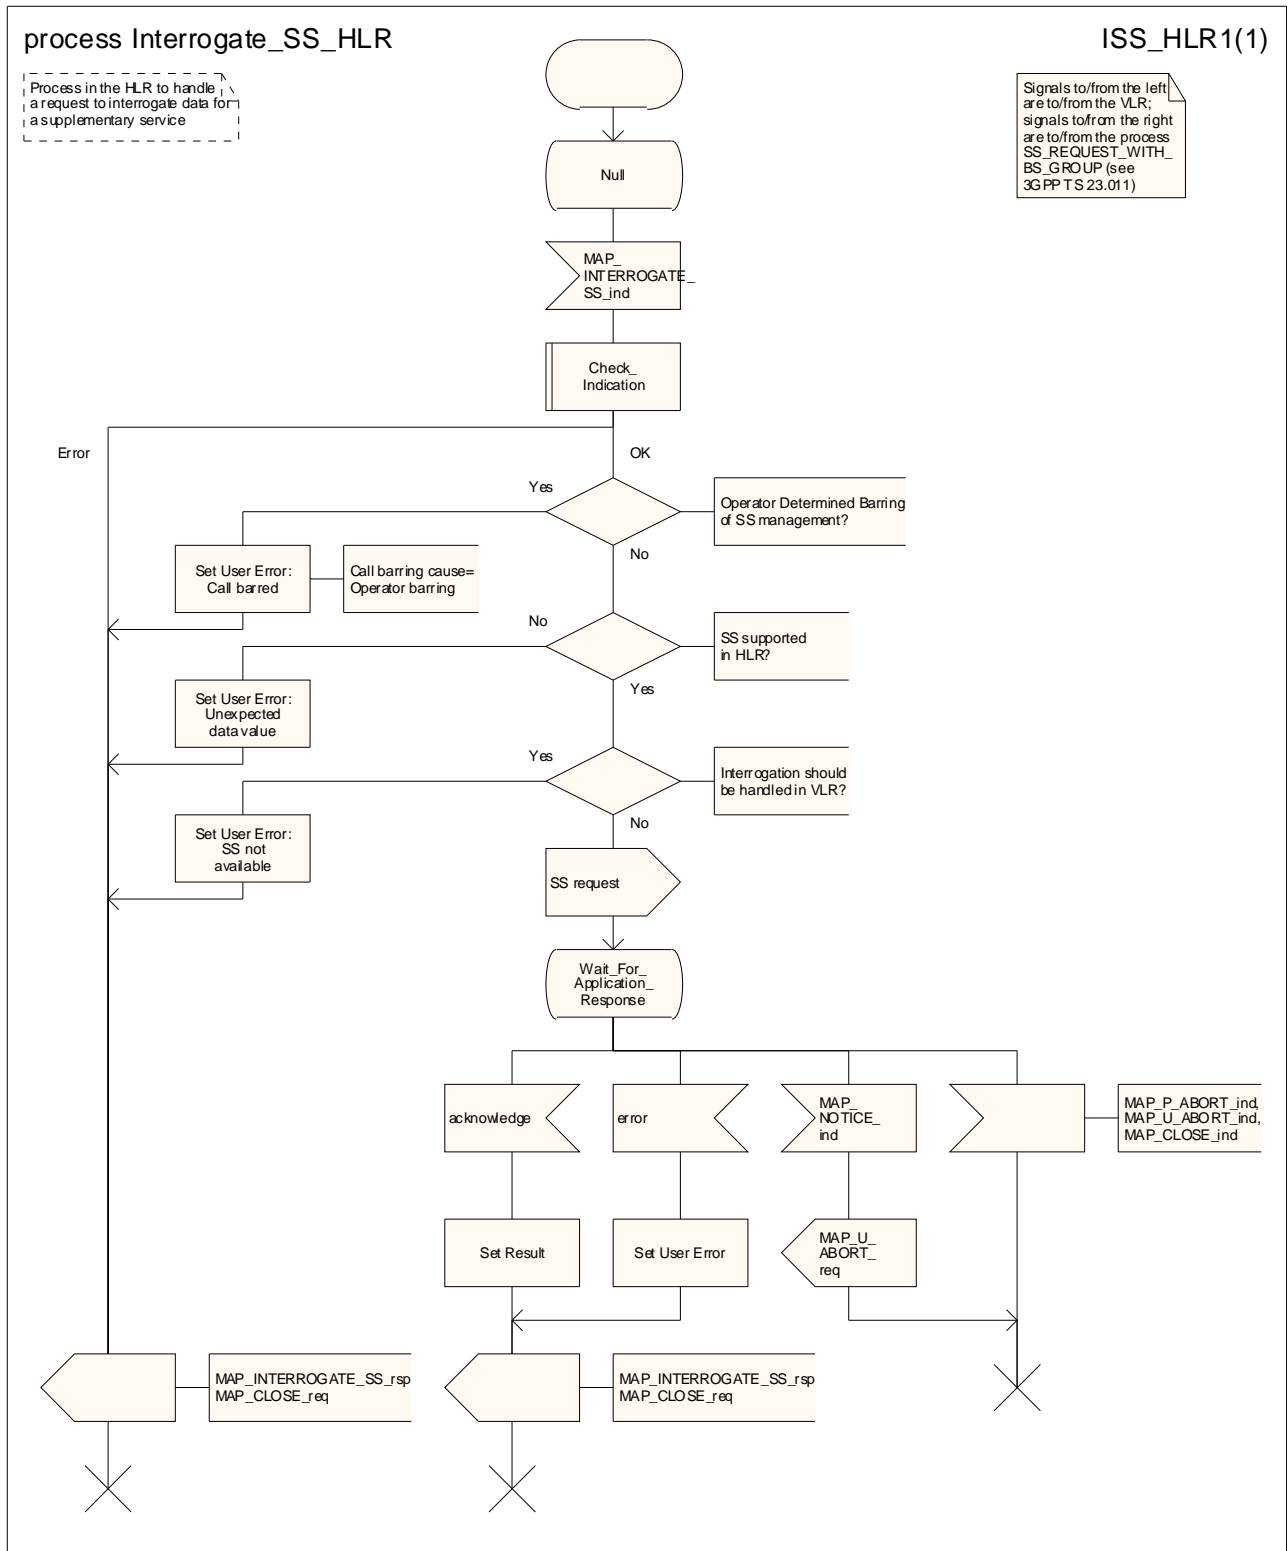 process Interrogate_SS_HLR
ISS_HLR1(1)
Process in the HLR to handle
a request to interrogate data for
a supplementary service
Signals to/from the left
are to/from the VLR;
signals to/from the right
are to/from the process
SS_REQUEST_WITH_
BS_GROUP (see
3GPP TS 23.011)
Null
MAP_
INTERROGATE_
SS_ind
Check_
Indication
Error
OK
Yes
Operator Determined Barring
of SS management?
No
Set User Error:
Call barred
Call barring cause=
Operator barring
No
SS supported
in HLR?
Yes
Set User Error:
Unexpected
data value
Yes
Interrogation should
be handled in VLR?
No
Set User Error:
SS not
available
SS request
Wait_For_
Application_
Response
acknowledge
error
MAP_
NOTICE_
ind
MAP_P_ABORT_ind,
MAP_U_ABORT_ind,
MAP_CLOSE_ind
Set Result
Set User Error
MAP_U_
ABORT_
req
MAP_INTERROGATE_SS_rsp
MAP_CLOSE_req
MAP_INTERROGATE_SS_rsp
MAP_CLOSE_req